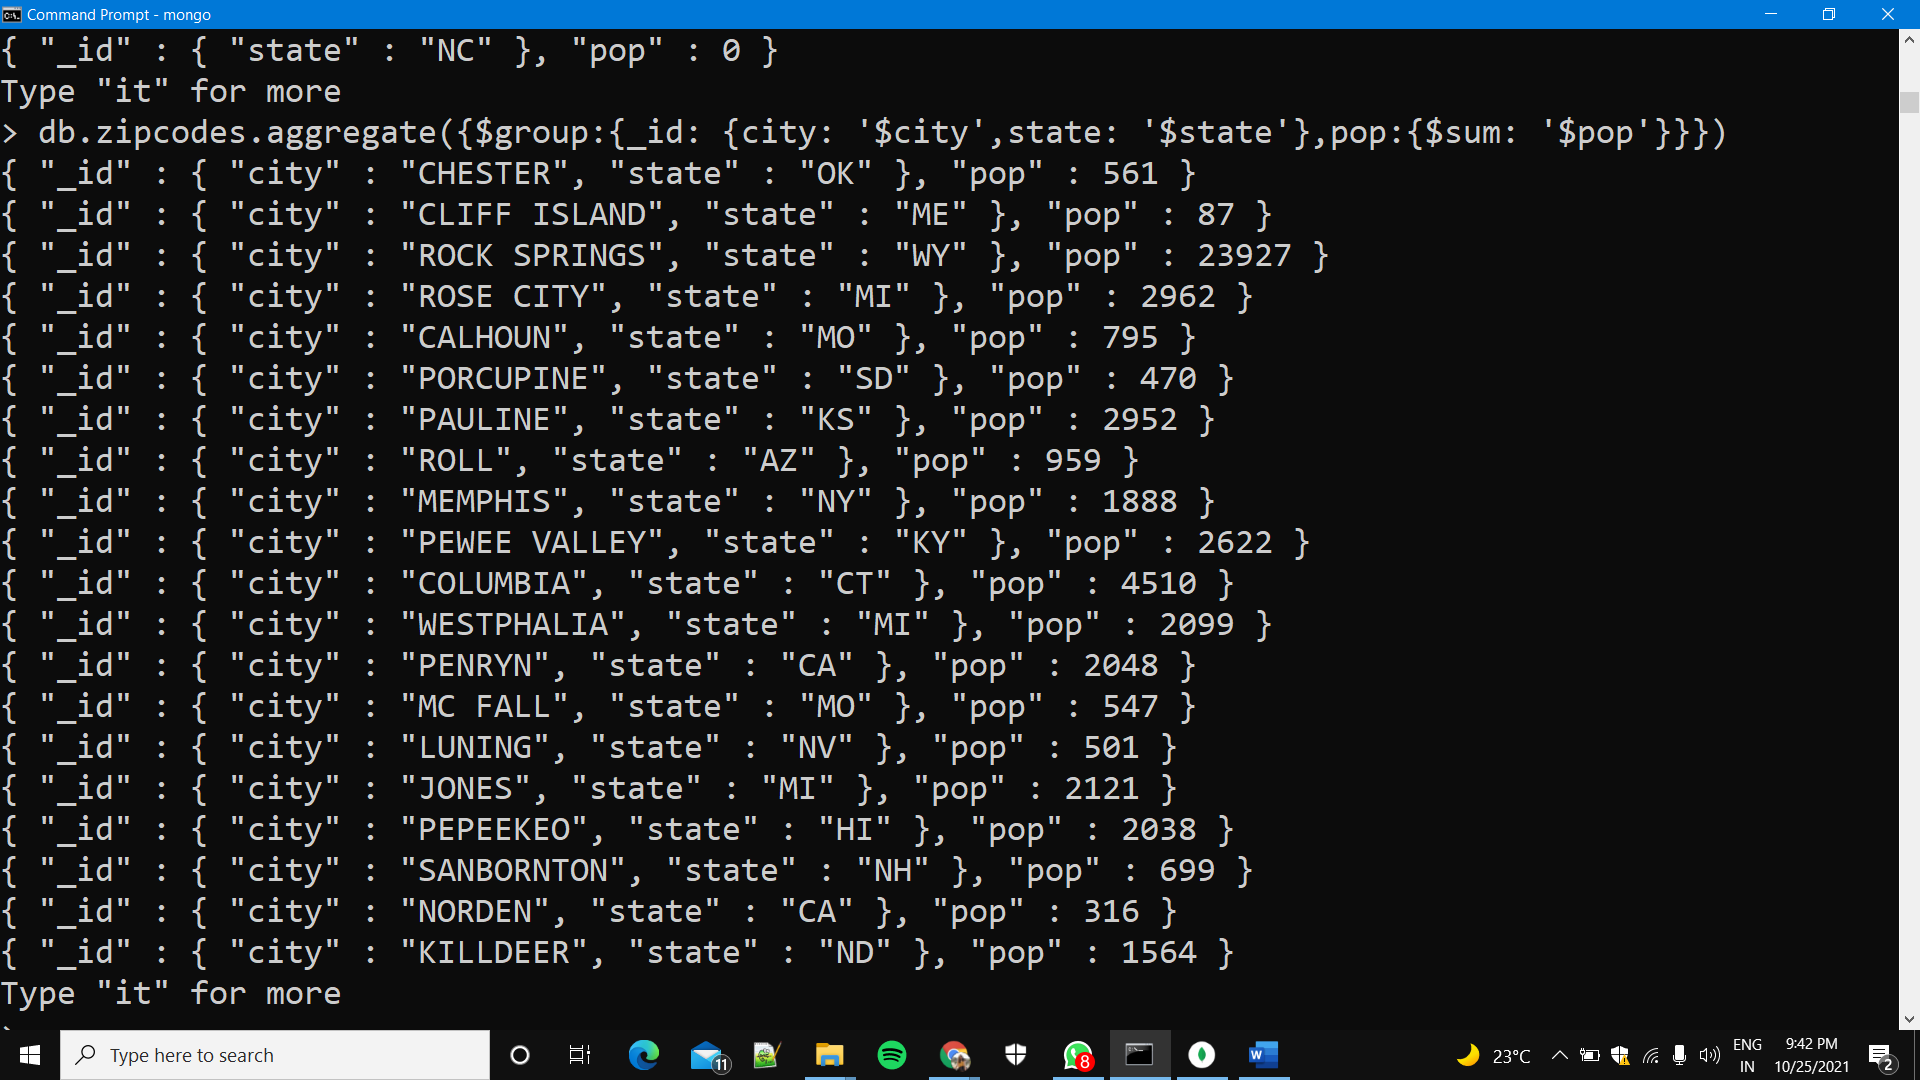 Command Prompt - mongo
{ "_id" : { "state" : "NC" }, "pop" : 0 }
Type "it" for more
> db.zipcodes.aggregate({$group:{_id: {city: '$city',state: '$state'},pop:{$sum: '$pop'}}})
{ "_id" : { "city" : "CHESTER", "state" : "OK" }, "pop" : 561 }
{ "_id" : { "city" : "CLIFF ISLAND", "state" : "ME" }, "pop" : 87 }
{ "_id" : { "city" : "ROCK SPRINGS", "state" : "WY" }, "pop" : 23927 }
{ "_id" : { "city" : "ROSE CITY", "state" : "MI" }, "pop" : 2962 }
{ "_id" : { "city" : "CALHOUN", "state" : "MO" }, "pop" : 795 }
{ "_id" : { "city" : "PORCUPINE", "state" : "SD" }, "pop" : 470 }
{ "_id" : { "city" : "PAULINE", "state" : "KS" }, "pop" : 2952 }
{ "_id" : { "city" : "ROLL", "state" : "AZ" }, "pop" : 959 }
{ "_id" : { "city" : "MEMPHIS", "state" : "NY" }, "pop" : 1888 }
{ "_id" : { "city" : "PEWEE VALLEY", "state" : "KY" }, "pop" : 2622 }
{ "_id" : { "city" : "COLUMBIA", "state" : "CT" }, "pop" : 4510 }
{ "_id" : { "city" : "WESTPHALIA", "state" : "MI" }, "pop" : 2099 }
{ "_id" : { "city" : "PENRYN", "state" : "CA" }, "pop" : 2048 }
{ "_id" : { "city" : "MC FALL", "state" : "MO" }, "pop" : 547 }
{ "_id" : { "city" : "LUNING", "state" : "NV" }, "pop" : 501 }
{ "_id" : { "city" : "JONES", "state" : "MI" }, "pop" : 2121 }
{ "_id" : { "city" : "PEPEEKEO", "state" : "HI" }, "pop" : 2038 }
{ "_id" : { "city" : "SANBORNTON", "state" : "NH" }, "pop" : 699 }
{ "_id" : { "city" : "NORDEN", "state" : "CA" }, "pop" : 316 }
{ "_id" : { "city" : "KILLDEER", "state" : "ND" }, "pop" : 1564 }
Type "it" for more
Type here to search
11
8
W
23°C
ENG
IN
9:42 PM
10/25/2021
2